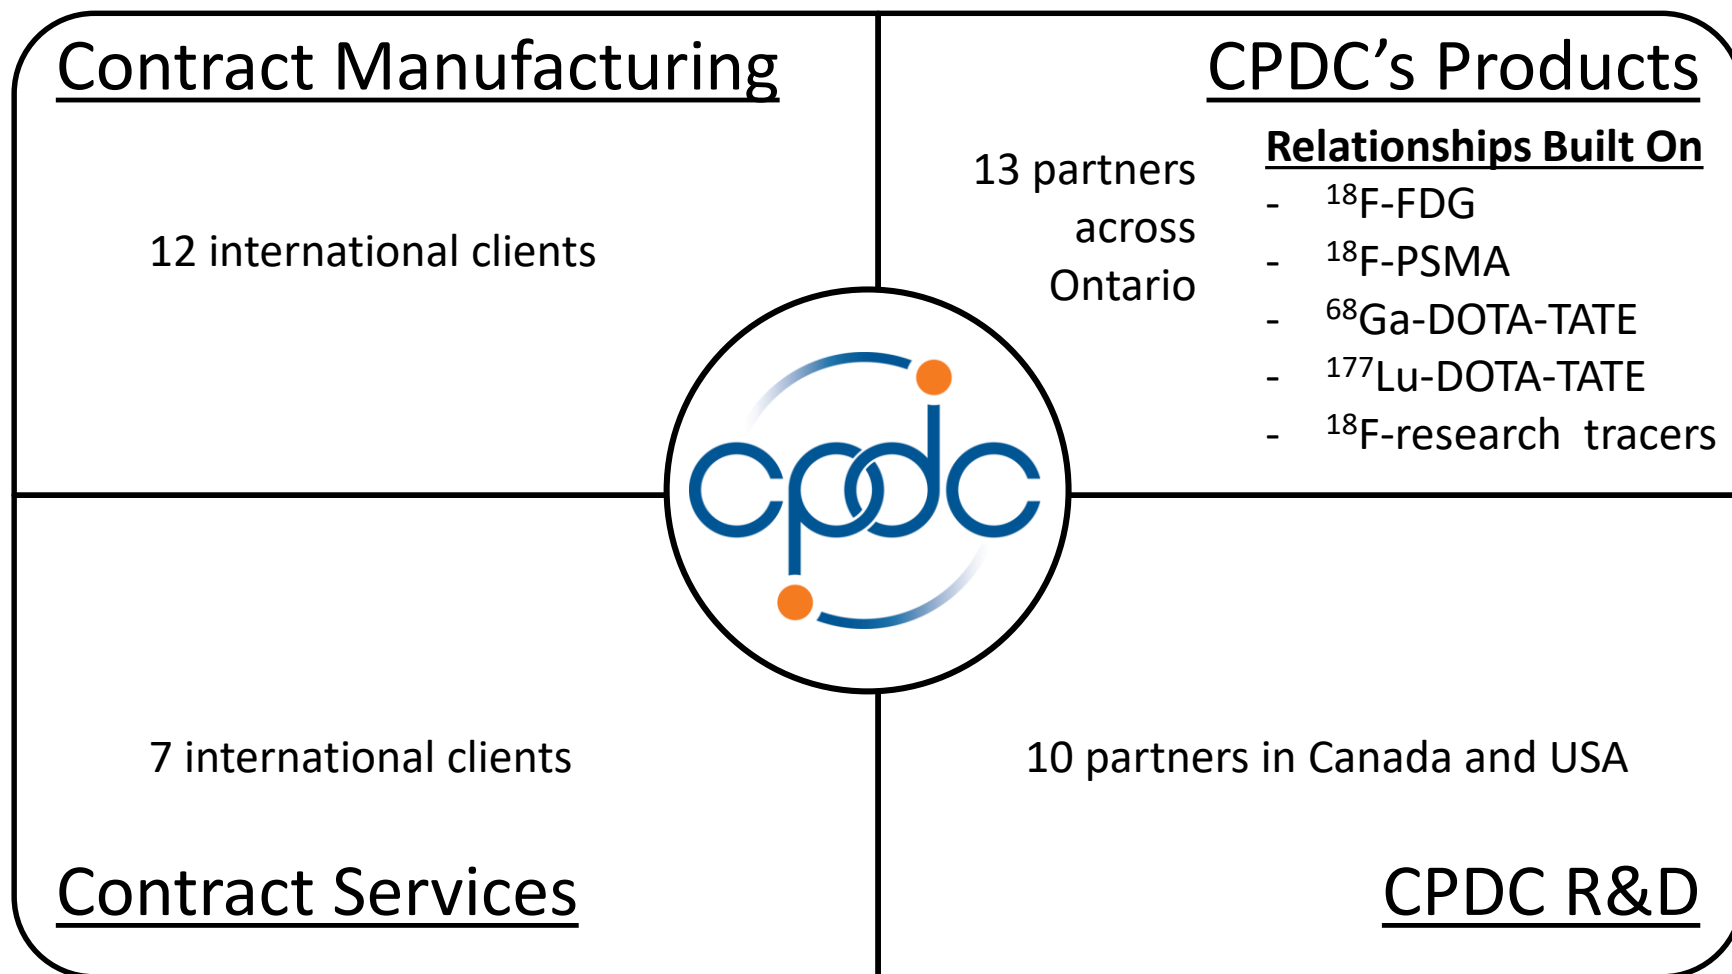 Contract Manufacturing
12 international clients
CPDC’s Products
13 partners
across
Ontario
Relationships Built On
- ¹⁸F-FDG
- ¹⁸F-PSMA
- ⁶⁸Ga-DOTA-TATE
- ¹⁷⁷Lu-DOTA-TATE
- ¹⁸F-research tracers
cpdc
7 international clients
Contract Services
10 partners in Canada and USA
CPDC R&D